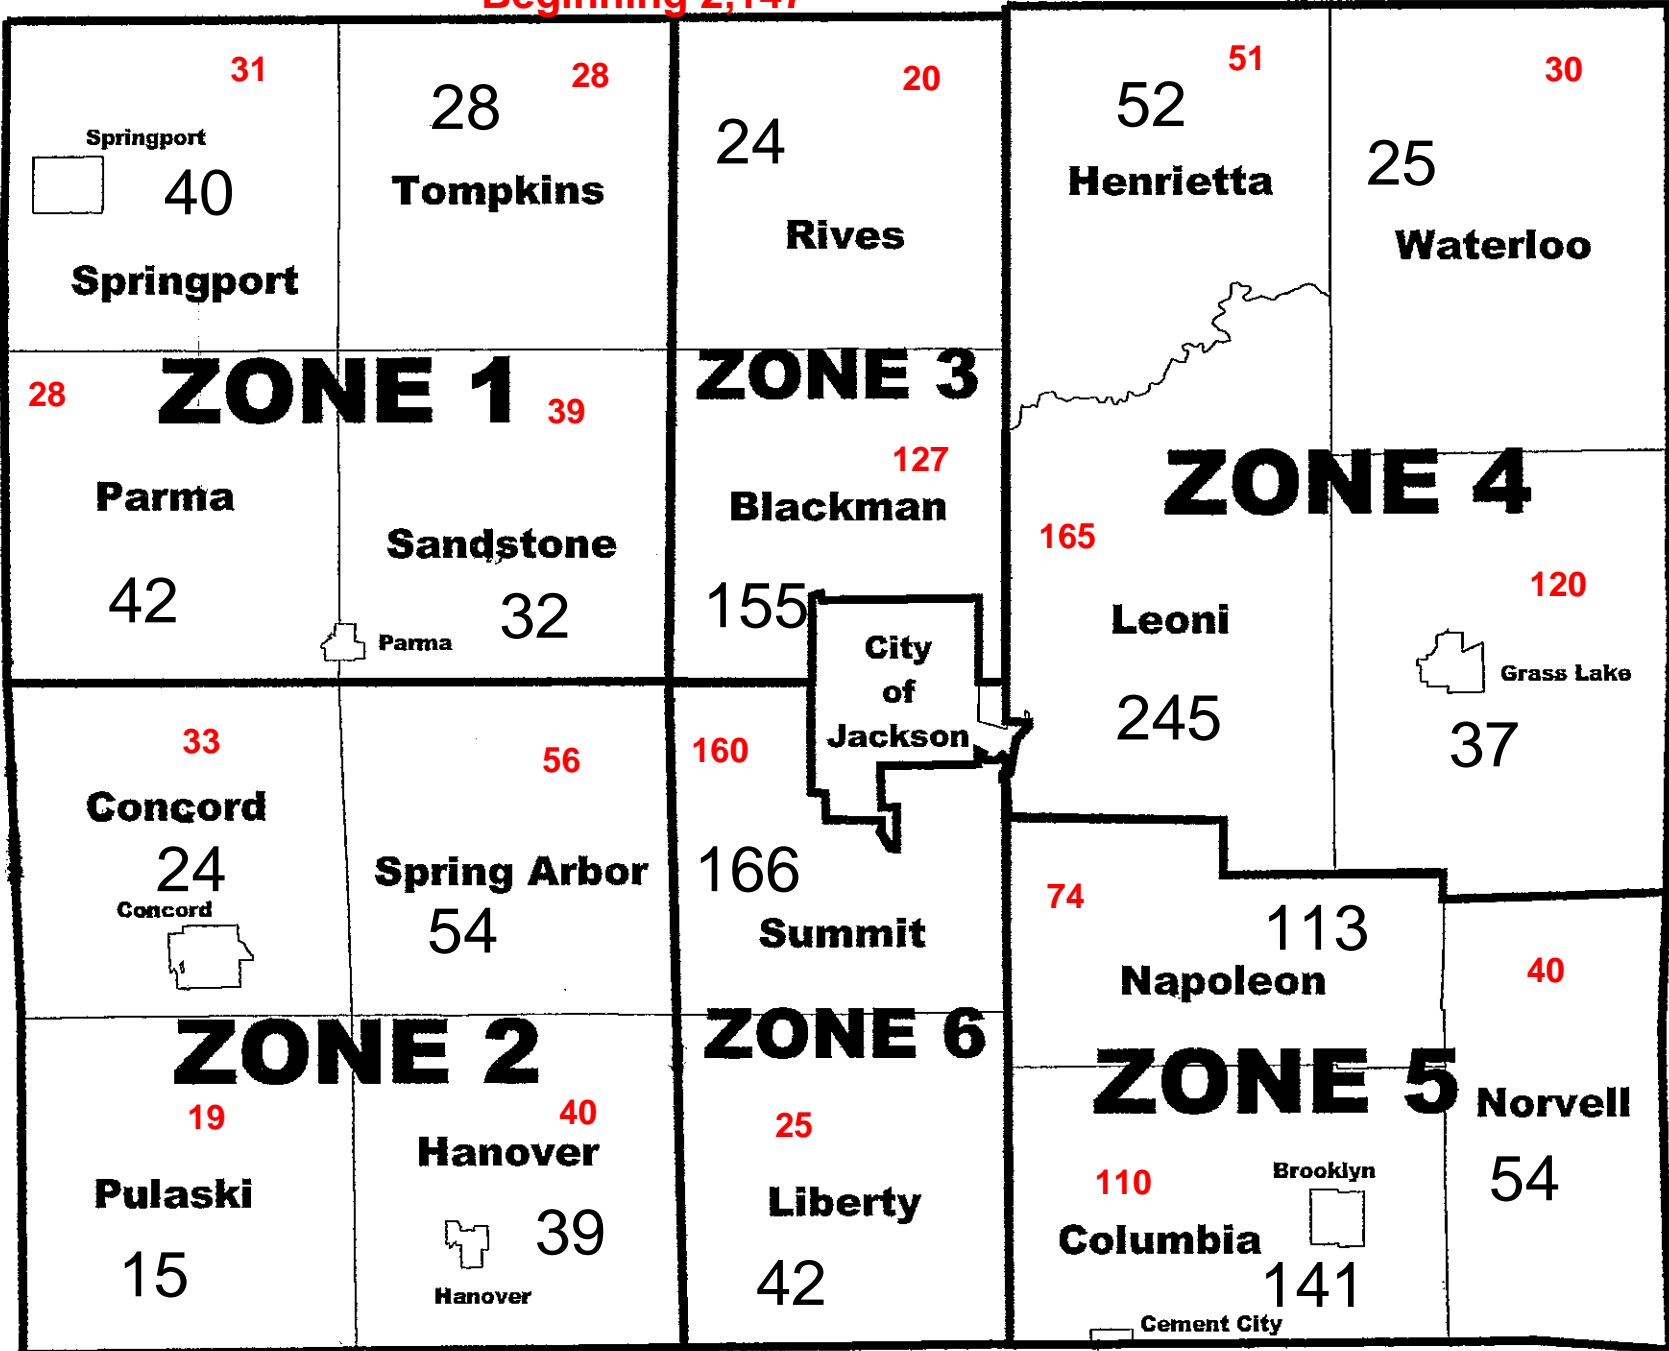 Beginning 2,147
31
28
20
51
30
28
24
52
25
Springport
40
Tompkins
Henrietta
Rives
Waterloo
Springport
ZONE 1
ZONE 3
28
39
127
ZONE 4
Parma
Blackman
165
Sandstone
120
42
32
155
Leoni
Parma
City
of
Jackson
Grass Lake
245
37
33
56
160
Concord
24
Spring Arbor
166
74
113
Concord
54
Summit
Napoleon
40
ZONE 2
ZONE 6
ZONE 5
Norvell
19
40
25
Hanover
Pulaski
Liberty
110
Brooklyn
54
39
Columbia
15
42
141
Hanover
Cement City